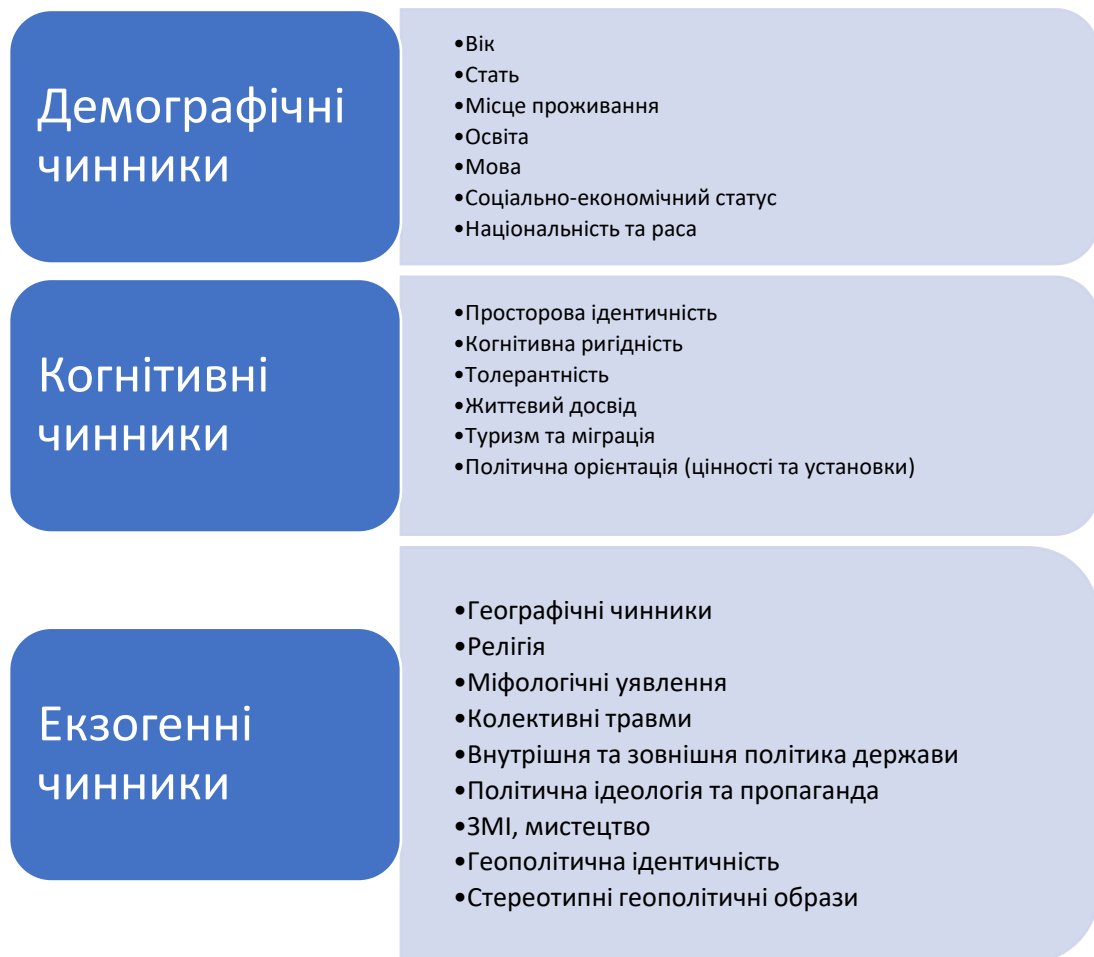 Демографічні
чинники
•Вік
•Стать
•Місце проживання
•Освіта
•Мова
•Соціально-економічний статус
•Національність та раса
Когнітивні
чинники
•Просторова ідентичність
•Когнітивна ригідність
•Толерантність
•Життєвий досвід
•Туризм та міграція
•Політична орієнтація (цінності та установки)
Екзогенні
чинники
•Географічні чинники
•Релігія
•Міфологічні уявлення
•Колективні травми
•Внутрішня та зовнішня політика держави
•Політична ідеологія та пропаганда
•ЗМІ, мистецтво
•Геополітична ідентичність
•Стереотипні геополітичні образи